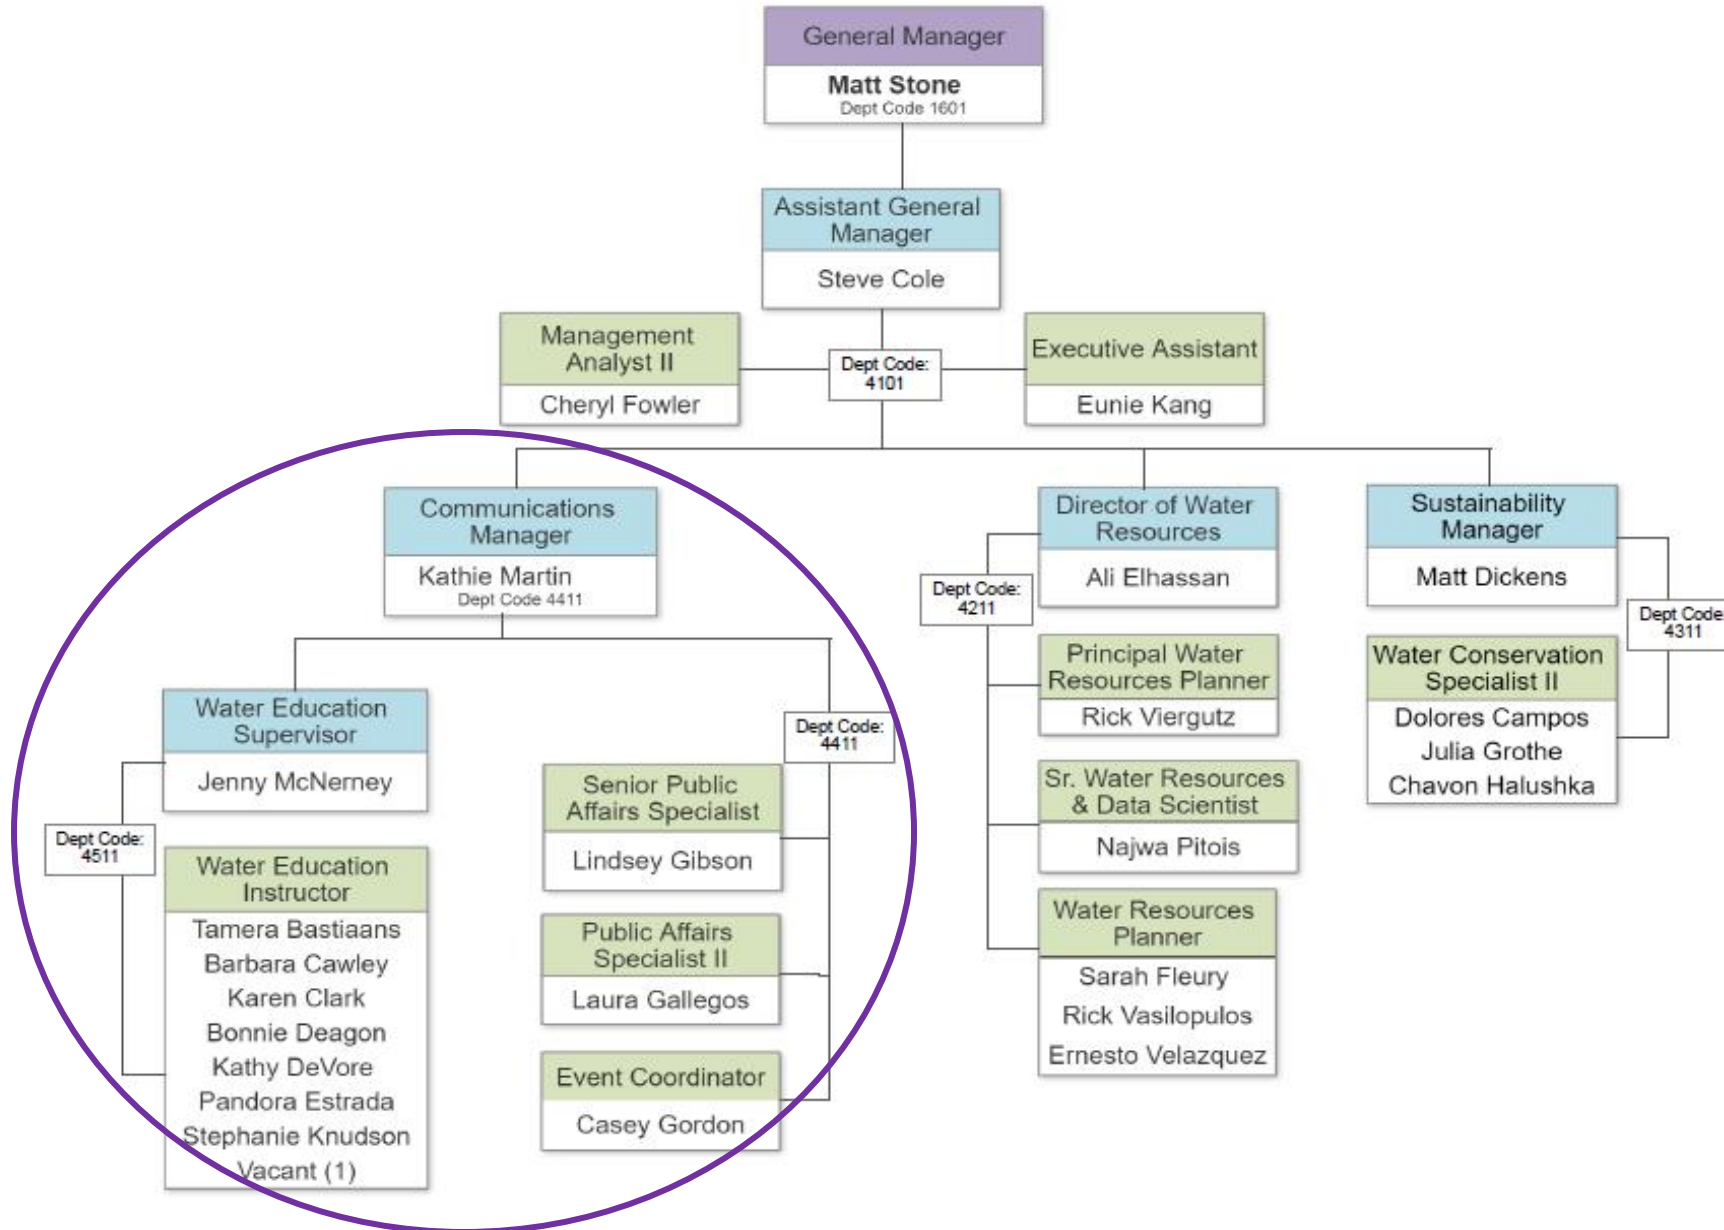 General Manager
Matt Stone
Dept Code 1601
Assistant General
Manager
Steve Cole
Management
Analyst II
Cheryl Fowler
Dept Code:
4101
Executive Assistant
Eunie Kang
Communications
Manager
Kathie Martin
Dept Code 4411
Water Education
Supervisor
Jenny McNerney
Dept Code:
4511
Water Education
Instructor
Tamera Bastiaans
Barbara Cawley
Karen Clark
Bonnie Deagon
Kathy DeVore
Pandora Estrada
Stephanie Knudson
Vacant (1)
Dept Code:
4411
Senior Public
Affairs Specialist
Lindsey Gibson
Public Affairs
Specialist II
Laura Gallegos
Event Coordinator
Casey Gordon
Director of Water
Resources
Ali Elhassan
Dept Code:
4211
Principal Water
Resources Planner
Rick Viergutz
Sr. Water Resources
& Data Scientist
Najwa Pitois
Water Resources
Planner
Sarah Fleury
Rick Vasilopulos
Ernesto Velazquez
Sustainability
Manager
Matt Dickens
Dept Code:
4311
Water Conservation
Specialist II
Dolores Campos
Julia Grothe
Chavon Halushka